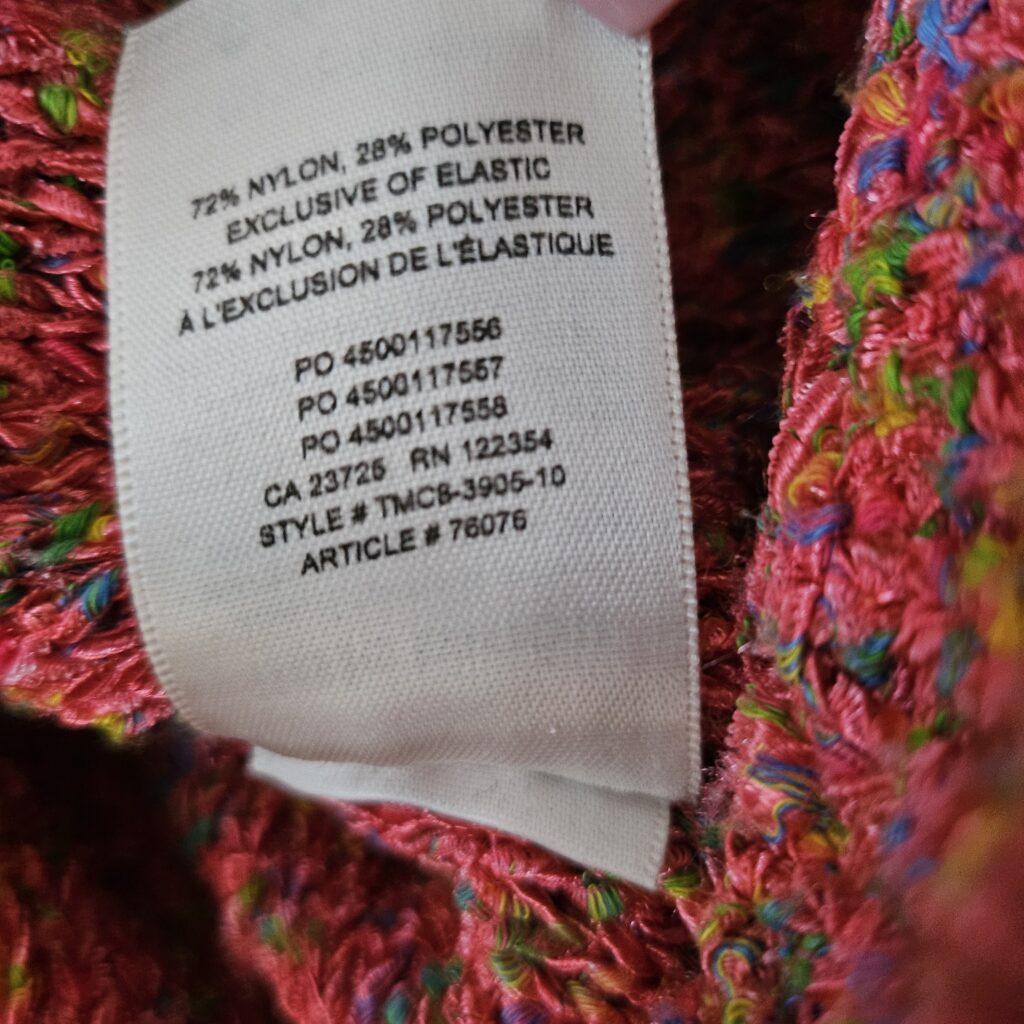 72% NYLON, 28% POLYESTER
EXCLUSIVE OF ELASTIC
72% NYLON, 28% POLYESTER
À L'EXCLUSION DE L'ÉLASTIQUE
PO 4500117556
PO 4500117557
PO 4500117558
CA 23725 RN 122354
STYLE # TMC8-3905-10
ARTICLE # 76076